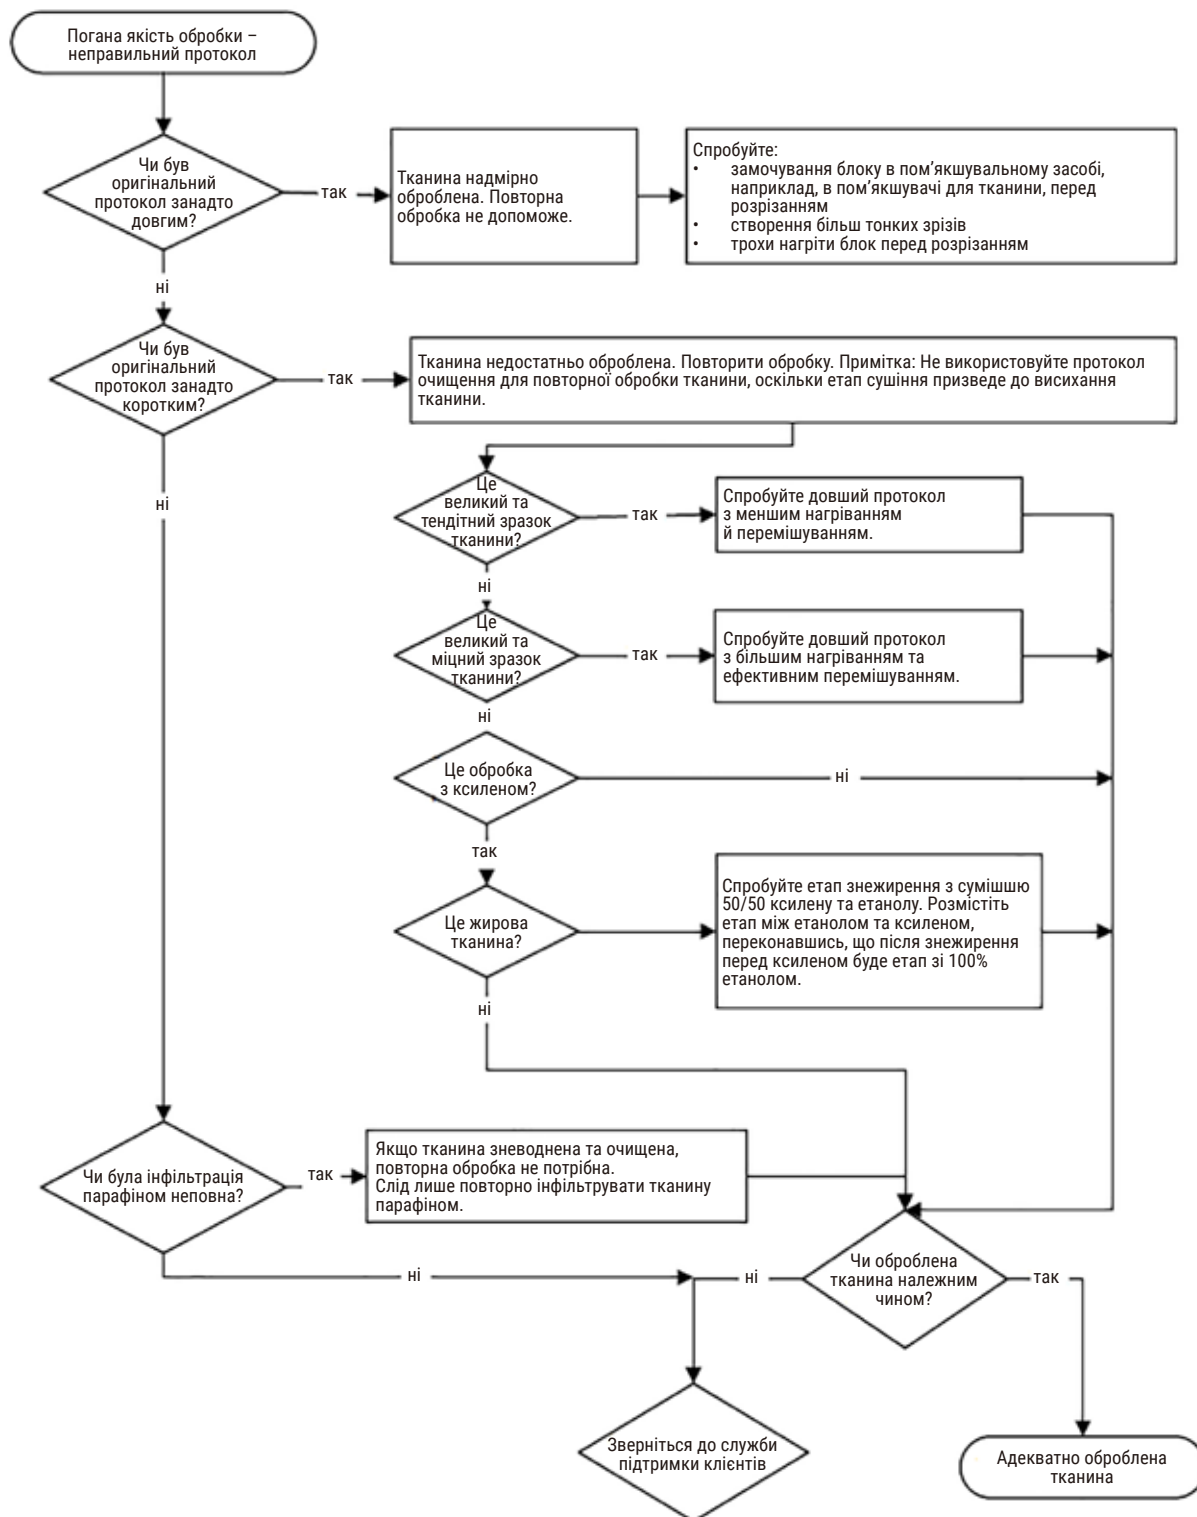 Погана якість обробки –
неправильний протокол
Чи був
оригінальний
протокол занадто
довгим?
так
Тканина надмірно
оброблена. Повторна
обробка не допоможе.
Спробуйте:
• замочування блоку в пом’якшувальному засобі,
наприклад, в пом’якшувачі для тканини, перед
розрізанням
• створення більш тонких зрізів
• трохи нагріти блок перед розрізанням
ні
Чи був
оригінальний
протокол занадто
коротким?
так
Тканина недостатньо оброблена. Повторити обробку. Примітка: Не використовуйте протокол
очищення для повторної обробки тканини, оскільки етап сушіння призведе до висихання
тканини.
ні
Це
великий та
тендітний зразок
тканини?
так
Спробуйте довший протокол
з меншим нагріванням
й перемішуванням.
ні
Це
великий та
міцний зразок
тканини?
так
Спробуйте довший протокол
з більшим нагріванням та
ефективним перемішуванням.
ні
Це обробка
з ксиленом?
ні
так
Це жирова
тканина?
Спробуйте етап знежирення з сумішшю
50/50 ксилену та етанолу. Розмістіть
етап між етанолом та ксиленом,
переконавшись, що після знежирення
перед ксиленом буде етап зі 100%
етанолом.
ні
Чи була інфільтрація
парафіном неповна?
так
Якщо тканина зневоднена та очищена,
повторна обробка не потрібна.
Слід лише повторно інфільтрувати тканину
парафіном.
ні
Чи оброблена
тканина належним
чином?
ні
так
Зверніться до служби
підтримки клієнтів
Адекватно оброблена
тканина